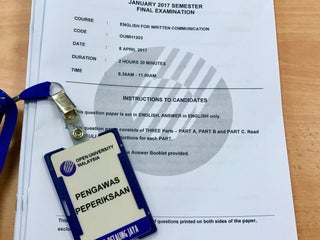 JANUARY 2017 SEMESTER
FINAL EXAMINATION
COURSE : ENGLISH FOR WRITTEN COMMUNICATION
CODE : OUMH1203
DATE : 8 APRIL 2017
DURATION : 2 HOURS 30 MINUTES
TIME : 8.30AM - 11.00AM
INSTRUCTIONS TO CANDIDATES
question paper is set in ENGLISH. ANSWER in ENGLISH only.
question paper consists of THREE Parts – PART A, PART B and PART C. Read
for each part.
Answer Booklet provided.
OPEN UNIVERSITY
MALAYSIA
PENGAWAS
PEPERIKSAAN
PETALING JAYA
of questions printed on both sides of the paper,